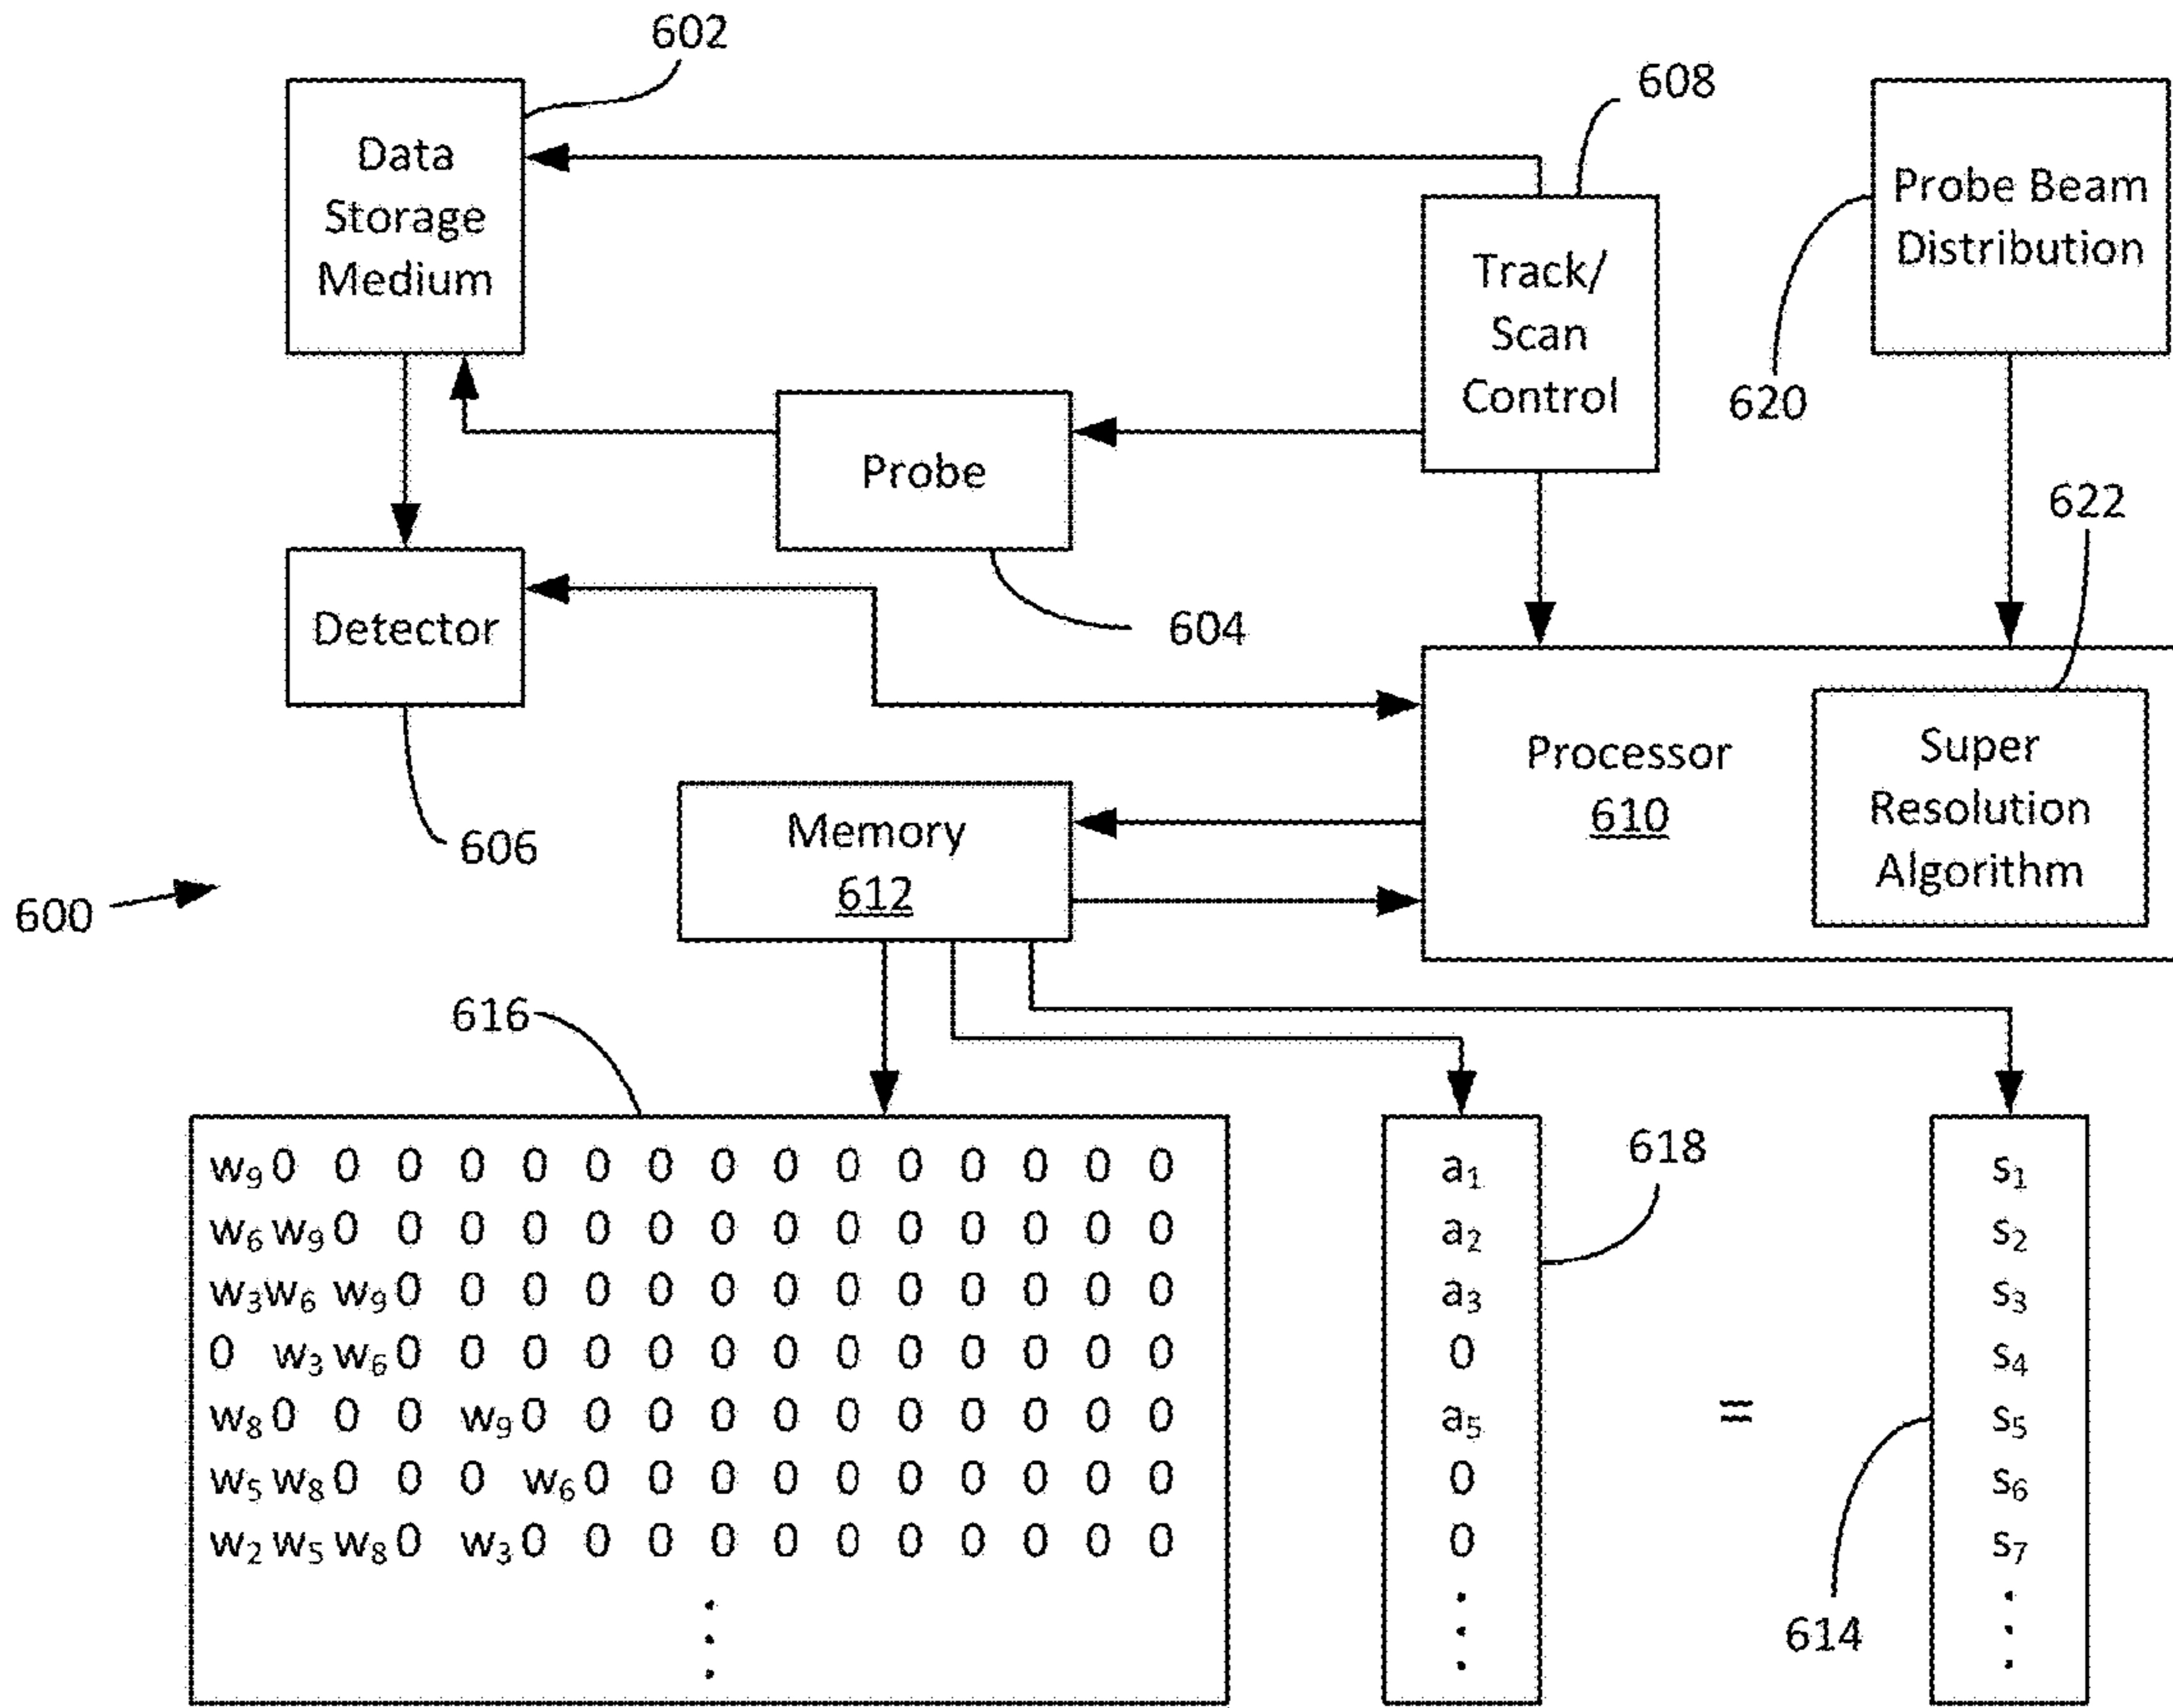 602
608
Data
Storage
Medium
Track/
Scan
Control
Probe Beam
Distribution
620
Probe
622
604
Detector
Processor
610
Super
Resolution
Algorithm
Memory
612
606
600
616
w₉ 0 0 0 0 0 0 0 0 0 0 0 0 0 0 0
w₆ w₉ 0 0 0 0 0 0 0 0 0 0 0 0 0 0
w₃ w₆ w₉ 0 0 0 0 0 0 0 0 0 0 0 0 0
0 w₃ w₆ 0 0 0 0 0 0 0 0 0 0 0 0 0
w₈ 0 0 0 w₉ 0 0 0 0 0 0 0 0 0 0 0
w₅ w₈ 0 0 0 w₆ 0 0 0 0 0 0 0 0 0 0
w₂ w₅ w₈ 0 w₃ 0 0 0 0 0 0 0 0 0 0 0
a₁
a₂
a₃
0
a₅
0
0
618
=
s₁
s₂
s₃
s₄
s₅
s₆
s₇
614